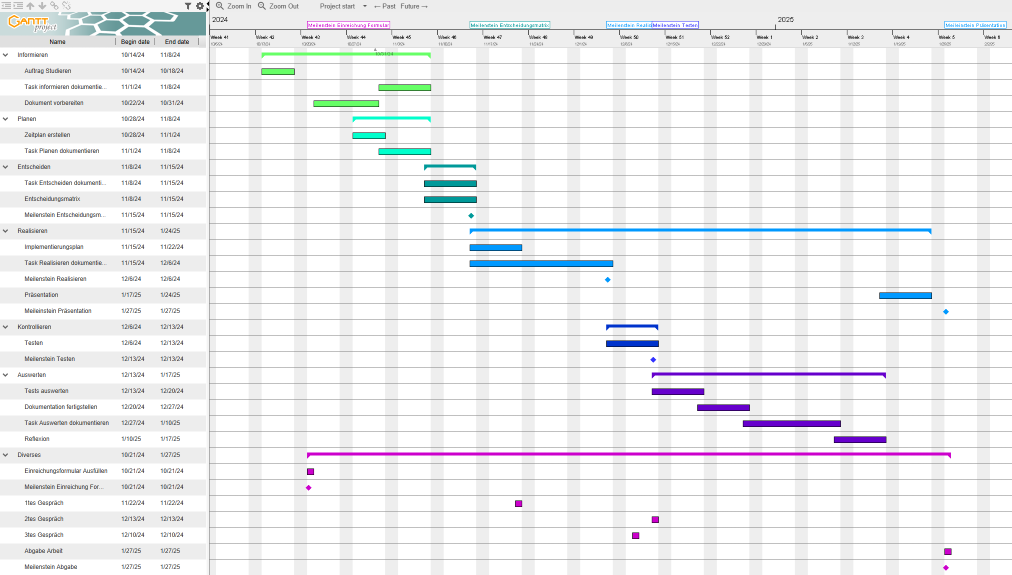 Zoom In Zoom Out Project start ← Past Future →
2024 2025
GANTT project
Meilenstein Einreichung Formular Meilenstein Entscheidungsmatrix Meilenstein Testen Meileinstein Präsentation
Name Begin date End date
Week 41 Week 42 Week 43 Week 44 Week 45 Week 46 Week 47 Week 48 Week 49 Week 50 Week 51 Week 52 Week 1 Week 2 Week 3 Week 4 Week 5 Week 6
Informieren 10/14/24 11/8/24
Auftrag Studieren 10/14/24 10/18/24
Task informieren dokumentie... 11/1/24 11/8/24
Dokument vorbereiten 10/22/24 10/31/24
Planen 10/28/24 11/8/24
Zeitplan erstellen 10/28/24 11/1/24
Task Planen dokumentieren 11/1/24 11/8/24
Entscheiden 11/8/24 11/15/24
Task Entscheiden dokumenti... 11/8/24 11/15/24
Entscheidungsmatrix 11/8/24 11/15/24
Meilenstein Entscheidungsm... 11/15/24 11/15/24
Realisieren 11/15/24 1/24/25
Implementierungsplan 11/15/24 11/22/24
Task Realisieren dokumentie... 11/15/24 12/6/24
Meilenstein Realisieren 12/6/24 12/6/24
Präsentation 1/17/25 1/24/25
Meileinstein Präsentation 1/27/25 1/27/25
Kontrollieren 12/6/24 12/13/24
Testen 12/6/24 12/13/24
Meilenstein Testen 12/13/24 12/13/24
Auswerten 12/13/24 1/17/25
Tests auswerten 12/13/24 12/20/24
Dokumentation fertigstellen 12/20/24 12/27/24
Task Auswerten dokumentieren 12/27/24 1/10/25
Reflexion 1/10/25 1/17/25
Diverses 10/21/24 1/27/25
Einreichungsformular Ausfüllen 10/21/24 10/21/24
Meilenstein Einreichung For... 10/21/24 10/21/24
1tes Gespräch 11/22/24 11/22/24
2tes Gespräch 12/13/24 12/13/24
3tes Gespräch 12/10/24 12/10/24
Abgabe Arbeit 1/27/25 1/27/25
Meilenstein Abgabe 1/27/25 1/27/25